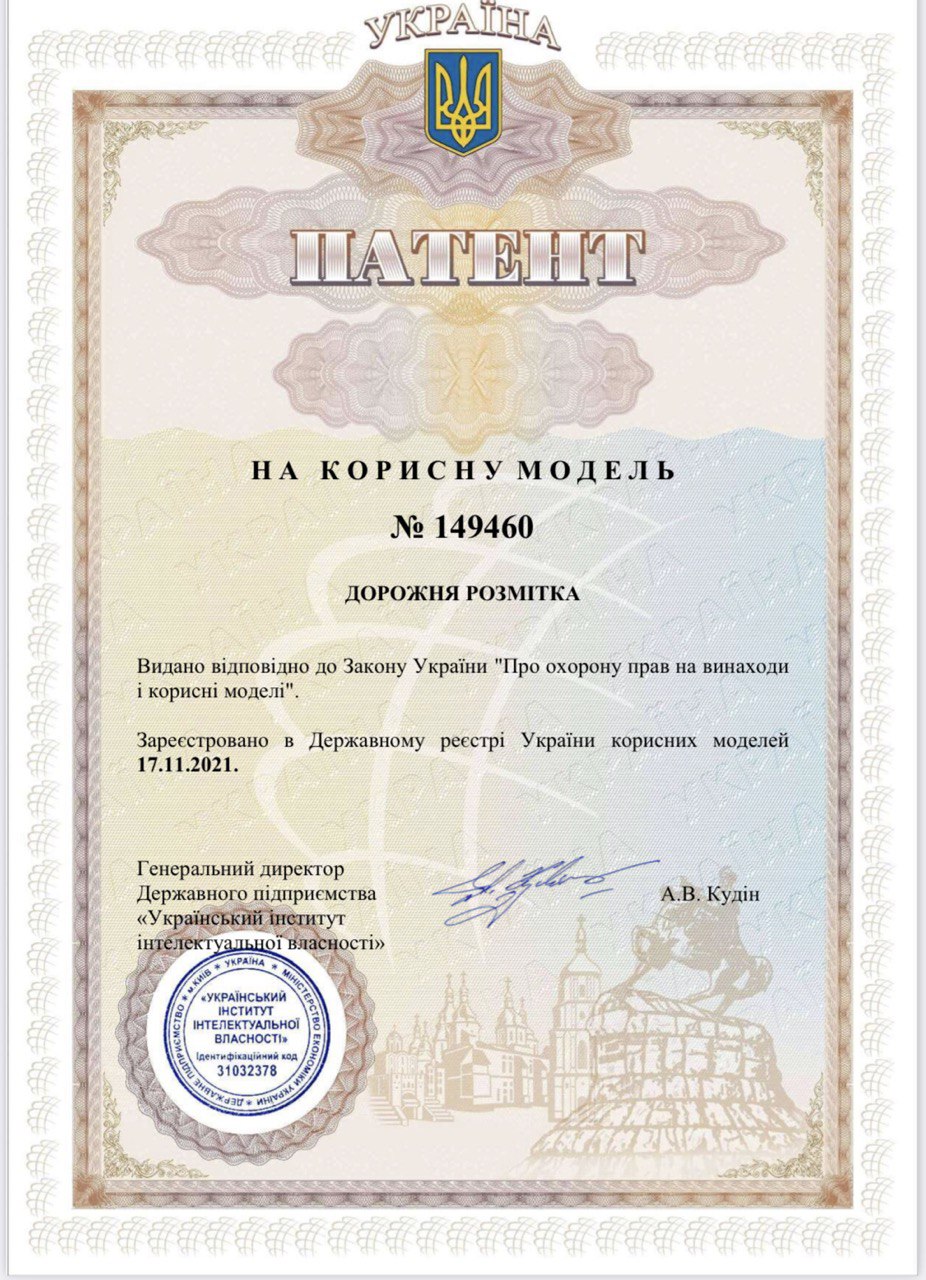 УКРАЇНА
ПАТЕНТ
НА КОРИСНУ МОДЕЛЬ
№ 149460
ДОРОЖНЯ РОЗМІТКА
Видано відповідно до Закону України "Про охорону прав на винаходи
і корисні моделі".
Зареєстровано в Державному реєстрі України корисних моделей
17.11.2021.
Генеральний директор
Державного підприємства
«Український інститут
інтелектуальної власності»
А.В. Кудін
* УКРАЇНА * МІНІСТЕРСТВО ЕКОНОМІКИ УКРАЇНИ * ДЕРЖАВНЕ ПІДПРИЄМСТВО * м.КИЇВ
«УКРАЇНСЬКИЙ
ІНСТИТУТ
ІНТЕЛЕКТУАЛЬНОЇ
ВЛАСНОСТІ»
Ідентифікаційний код
31032378